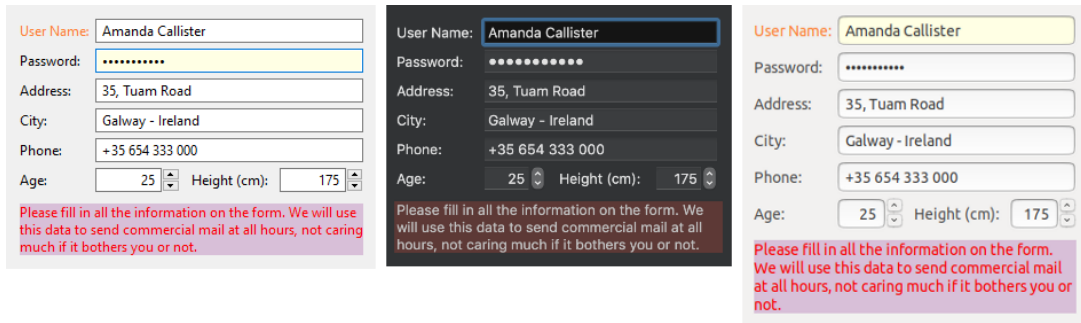 User Name: Amanda Callister
Password: •••••••••••
Address: 35, Tuam Road
City: Galway - Ireland
Phone: +35 654 333 000
Age: 25 Height (cm): 175
Please fill in all the information on the form. We will use
this data to send commercial mail at all hours, not caring
much if it bothers you or not.
User Name: Amanda Callister
Password: •••••••••••
Address: 35, Tuam Road
City: Galway - Ireland
Phone: +35 654 333 000
Age: 25 Height (cm): 175
Please fill in all the information on the form. We
will use this data to send commercial mail at all
hours, not caring much if it bothers you or not.
User Name: Amanda Callister
Password: •••••••••••
Address: 35, Tuam Road
City: Galway - Ireland
Phone: +35 654 333 000
Age: 25 Height (cm): 175
Please fill in all the information on the form.
We will use this data to send commercial mail
at all hours, not caring much if it bothers you or
not.